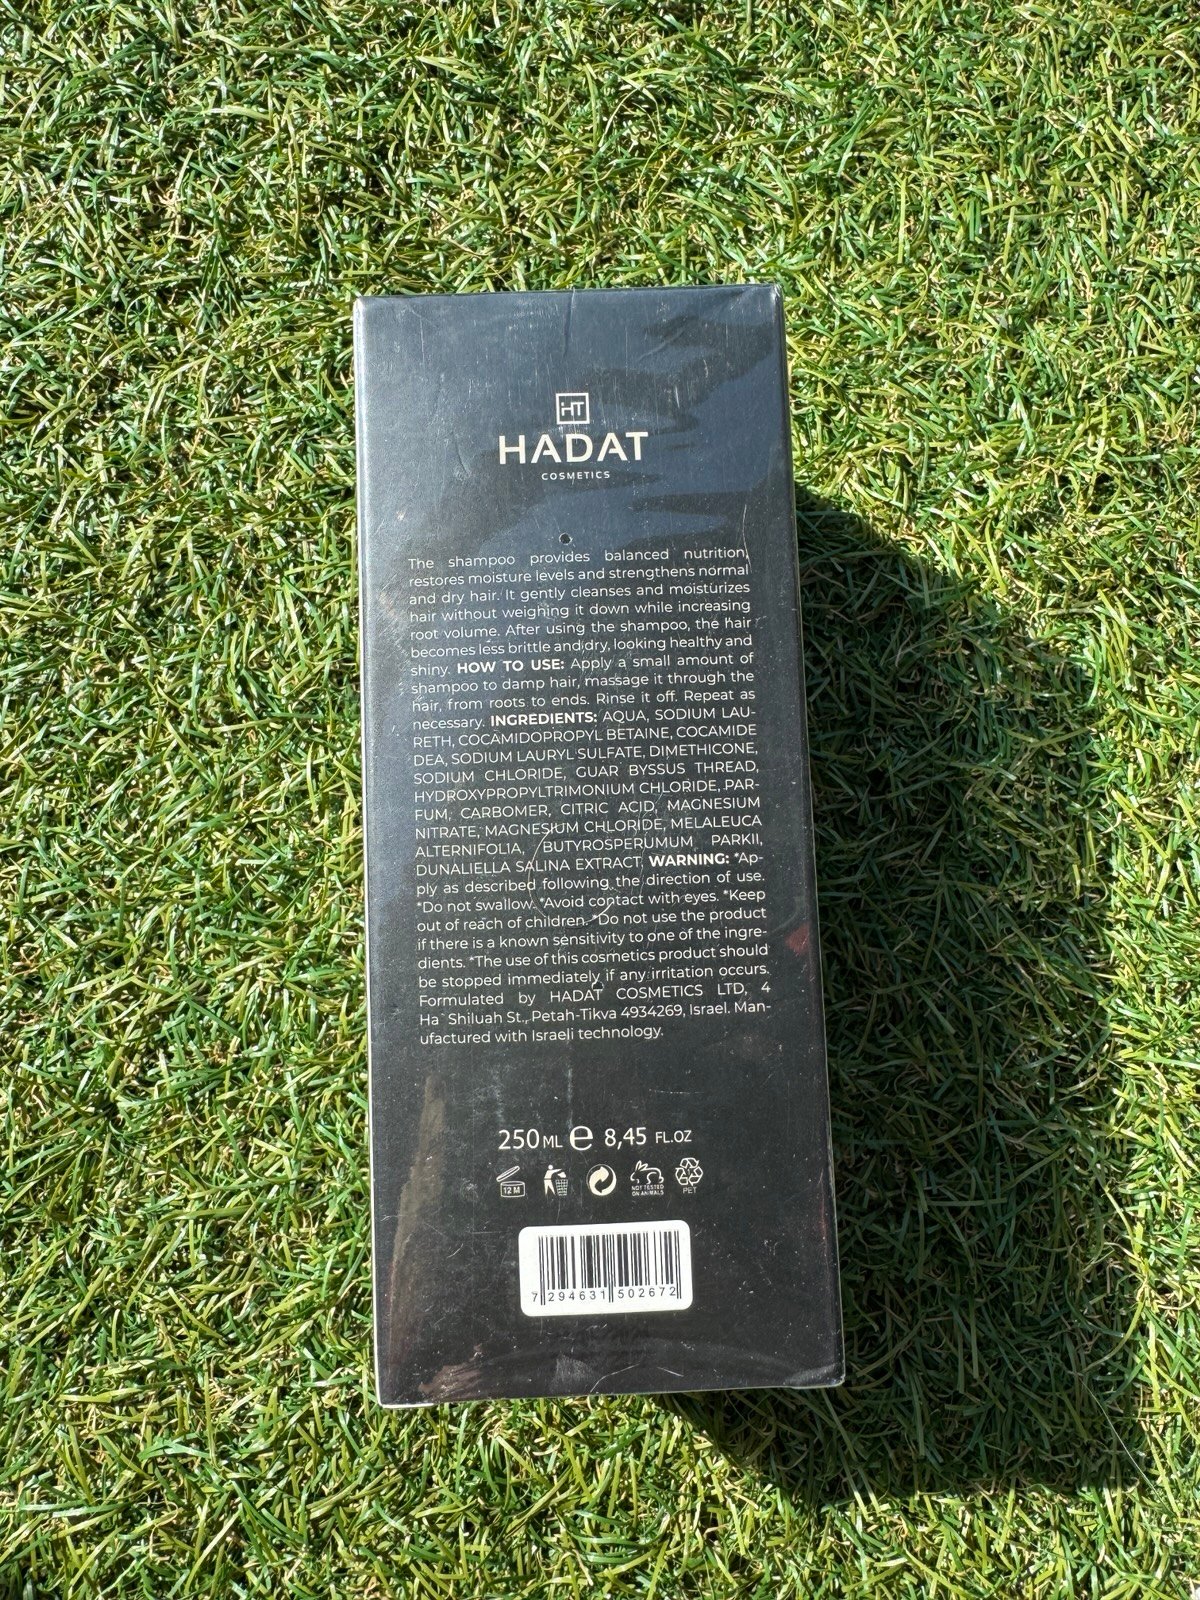 HT
HADAT
COSMETICS
The shampoo provides balanced nutrition,
restores moisture levels and strengthens normal
and dry hair. It gently cleanses and moisturizes
hair without weighing it down while increasing
root volume. After using the shampoo, the hair
becomes less brittle and dry, looking healthy and
shiny. HOW TO USE: Apply a small amount of
shampoo to damp hair, massage it through the
hair, from roots to ends. Rinse it off. Repeat as
necessary. INGREDIENTS: AQUA, SODIUM LAU-
RETH, COCAMIDOPROPYL BETAINE, COCAMIDE
DEA, SODIUM LAURYL SULFATE, DIMETHICONE,
SODIUM CHLORIDE, GUAR BYSSUS THREAD,
HYDROXYPROPYLTRIMONIUM CHLORIDE, PAR-
FUM, CARBOMER, CITRIC ACID, MAGNESIUM
NITRATE, MAGNESIUM CHLORIDE, MELALEUCA
ALTERNIFOLIA, BUTYROSPERUMUM PARKII,
DUNALIELLA SALINA EXTRACT. WARNING: *Ap-
ply as described following the direction of use.
*Do not swallow. *Avoid contact with eyes. *Keep
out of reach of children. *Do not use the product
if there is a known sensitivity to one of the ingre-
dients. *The use of this cosmetics product should
be stopped immediately if any irritation occurs.
Formulated by HADAT COSMETICS LTD, 4
Ha`Shiluah St., Petah-Tikva 4934269, Israel. Man-
ufactured with Israeli technology.
250 ML e 8,45 FL.OZ
12 M
NOT TESTED
ON ANIMALS
PET
7 294631 502672